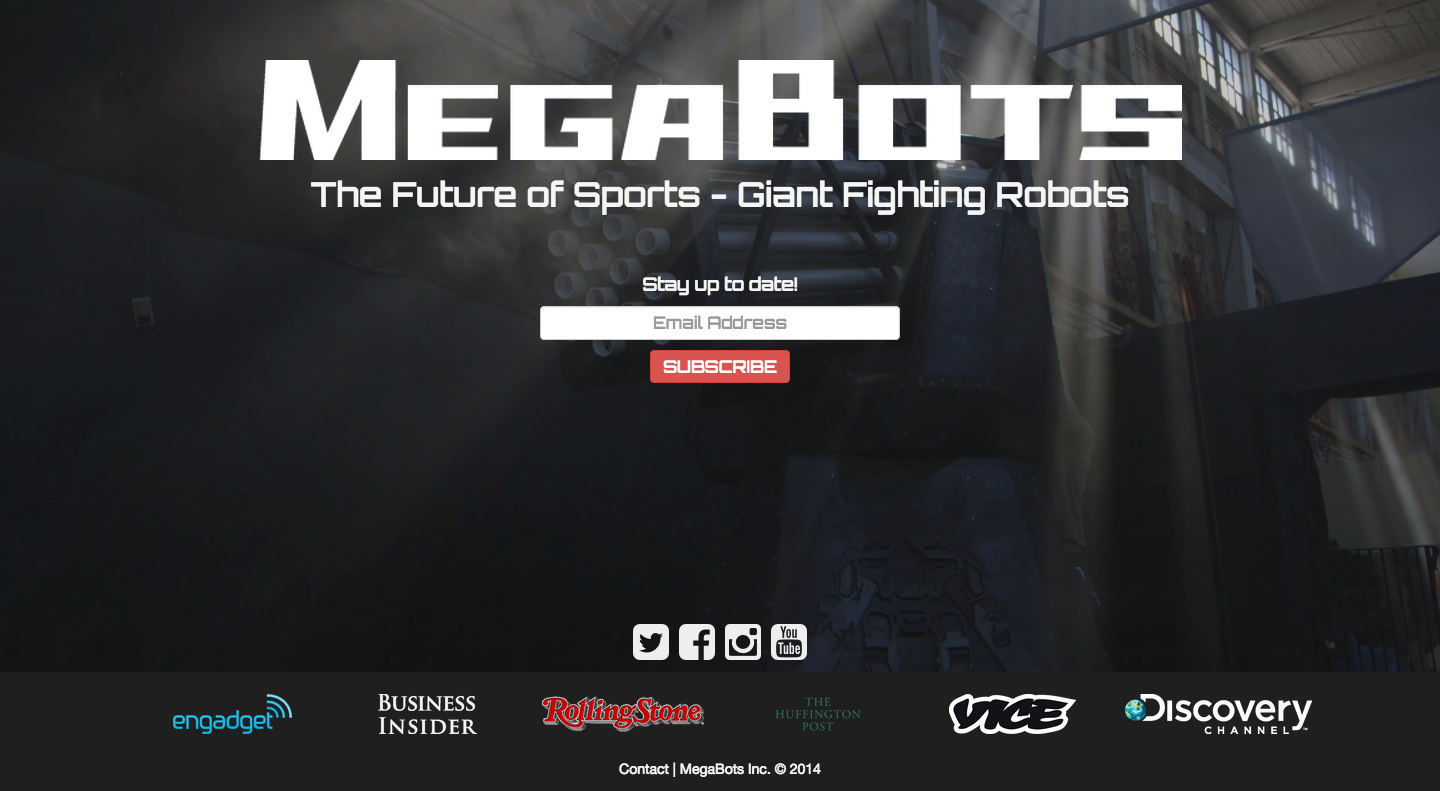 MEGABOTS
The Future of Sports - Giant Fighting Robots
Stay up to date!
Email Address
SUBSCRIBE
You
Tube
engadget
BUSINESS
INSIDER
RollingStone
THE
HUFFINGTON
POST
VICE
Discovery
CHANNEL
Contact | MegaBots Inc. © 2014